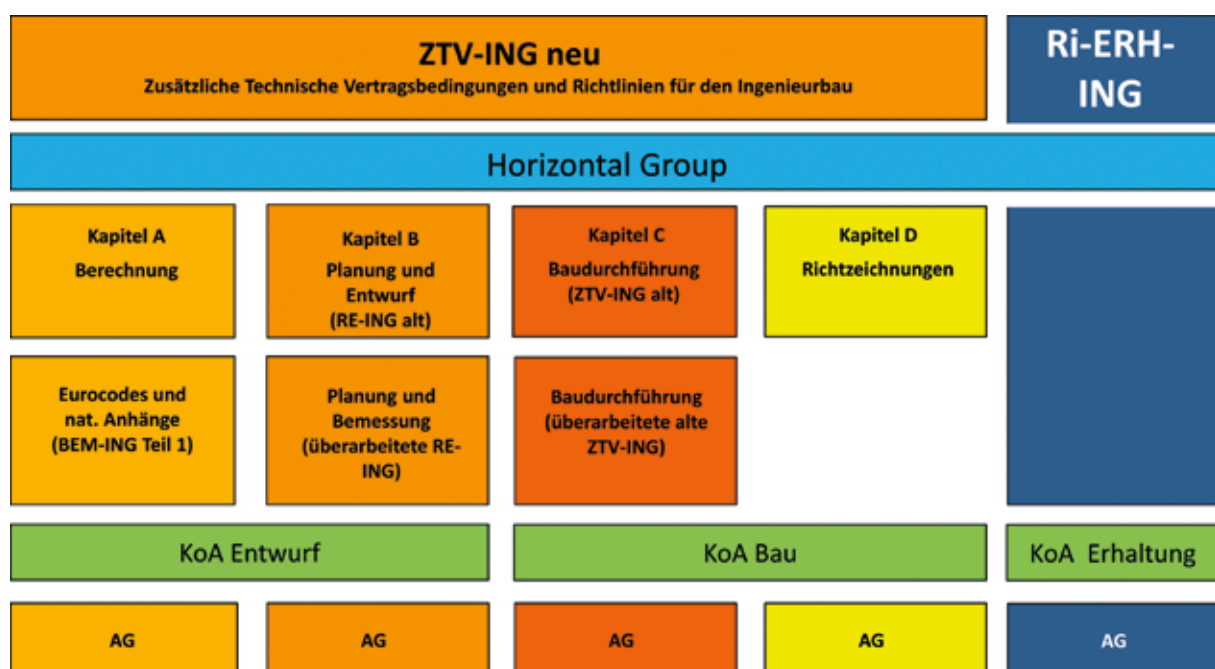 ZTV-ING neu
Zusätzliche Technische Vertragsbedingungen und Richtlinien für den Ingenieurbau
Ri-ERH-
ING
Horizontal Group
Kapitel A
Berechnung
Kapitel B
Planung und
Entwurf
(RE-ING alt)
Kapitel C
Baudurchführung
(ZTV-ING alt)
Kapitel D
Richtzeichnungen
Eurocodes und
nat. Anhänge
(BEM-ING Teil 1)
Planung und
Bemessung
(überarbeitete RE-
ING)
Baudurchführung
(überarbeitete alte
ZTV-ING)
KoA Entwurf
KoA Bau
KoA Erhaltung
AG
AG
AG
AG
AG